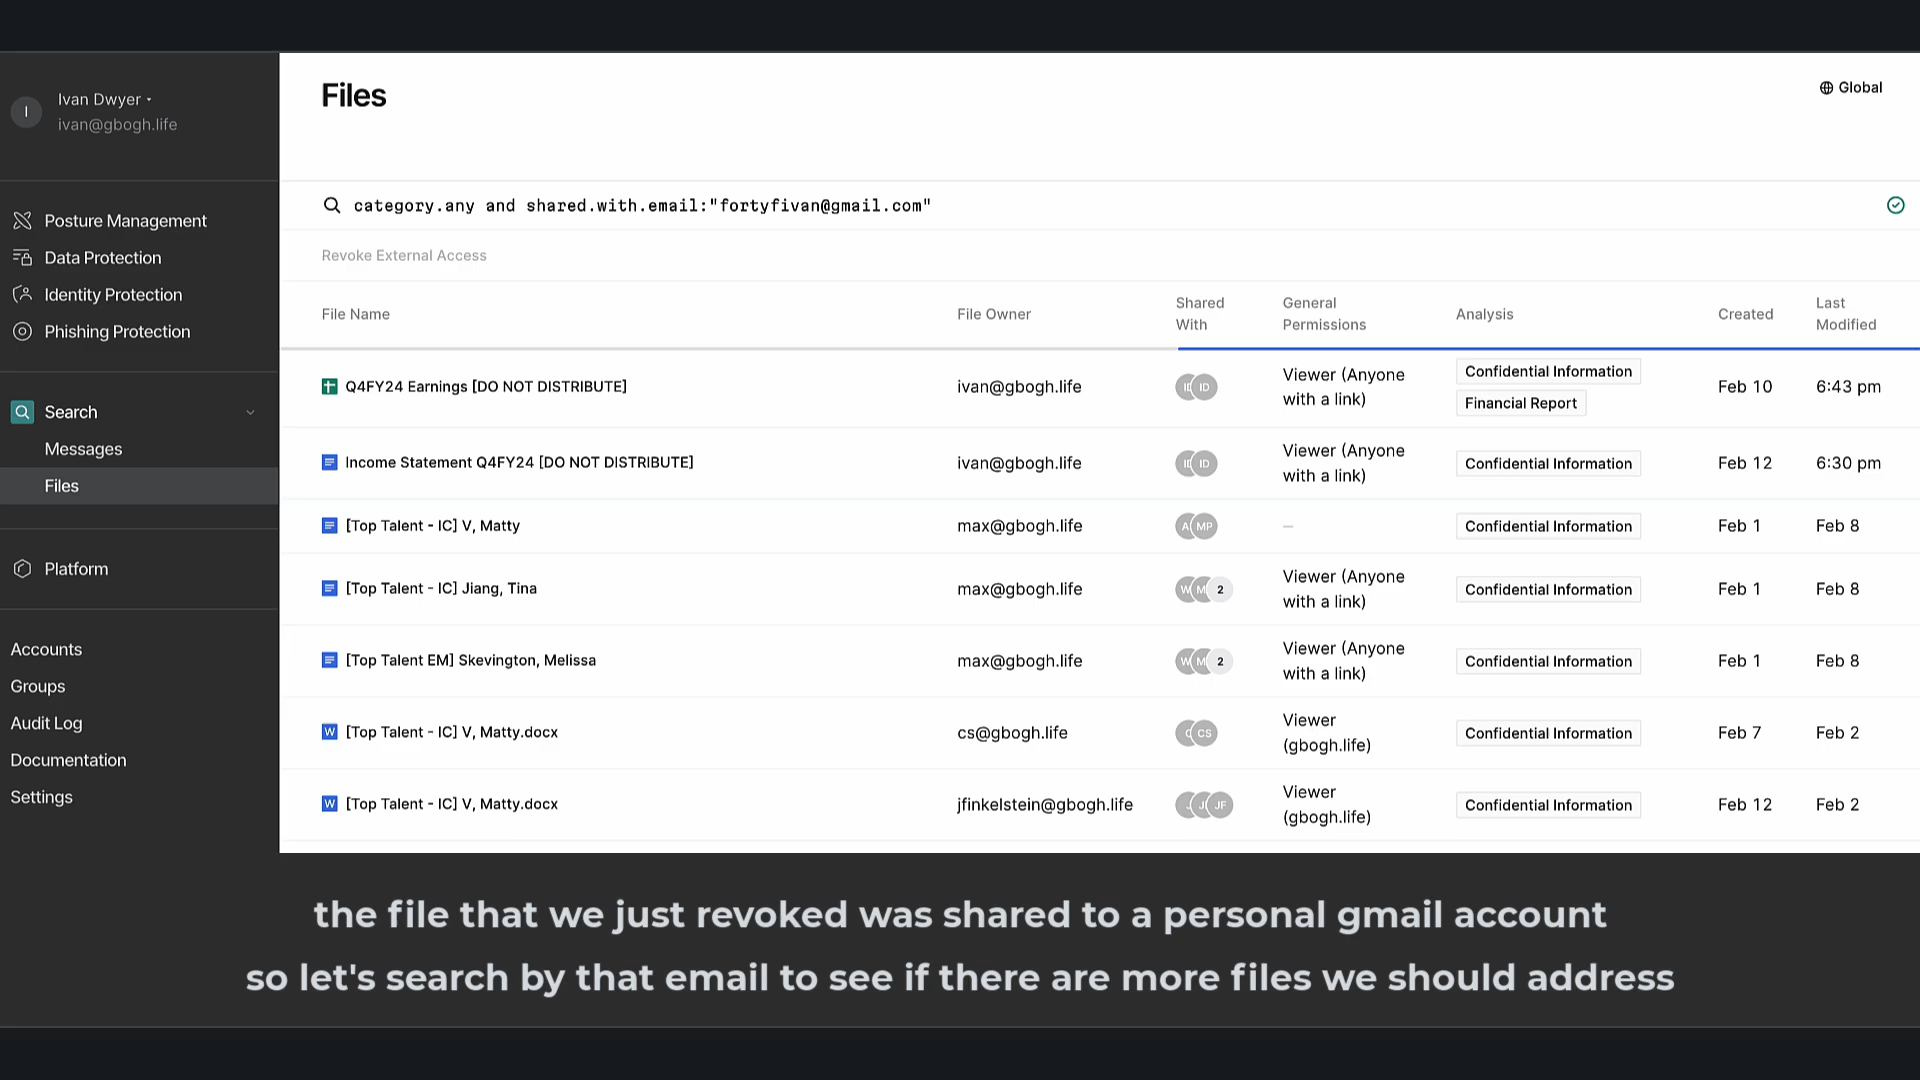 I
Ivan Dwyer
ivan@gbogh.life
Posture Management
Data Protection
Identity Protection
Phishing Protection
Search
Messages
Files
Platform
Accounts
Groups
Audit Log
Documentation
Settings
Files
Global
category.any and shared.with.email:"fortyfivan@gmail.com"
Revoke External Access
File Name File Owner Shared With General Permissions Analysis Created Last Modified
Q4FY24 Earnings [DO NOT DISTRIBUTE] ivan@gbogh.life ID Viewer (Anyone with a link) Confidential Information Financial Report Feb 10 6:43 pm
Income Statement Q4FY24 [DO NOT DISTRIBUTE] ivan@gbogh.life ID Viewer (Anyone with a link) Confidential Information Feb 12 6:30 pm
[Top Talent - IC] V, Matty max@gbogh.life A MP – Confidential Information Feb 1 Feb 8
[Top Talent - IC] Jiang, Tina max@gbogh.life W M 2 Viewer (Anyone with a link) Confidential Information Feb 1 Feb 8
[Top Talent EM] Skevington, Melissa max@gbogh.life W M 2 Viewer (Anyone with a link) Confidential Information Feb 1 Feb 8
W [Top Talent - IC] V, Matty.docx cs@gbogh.life CS Viewer (gbogh.life) Confidential Information Feb 7 Feb 2
W [Top Talent - IC] V, Matty.docx jfinkelstein@gbogh.life JF Viewer (gbogh.life) Confidential Information Feb 12 Feb 2
the file that we just revoked was shared to a personal gmail account
so let's search by that email to see if there are more files we should address